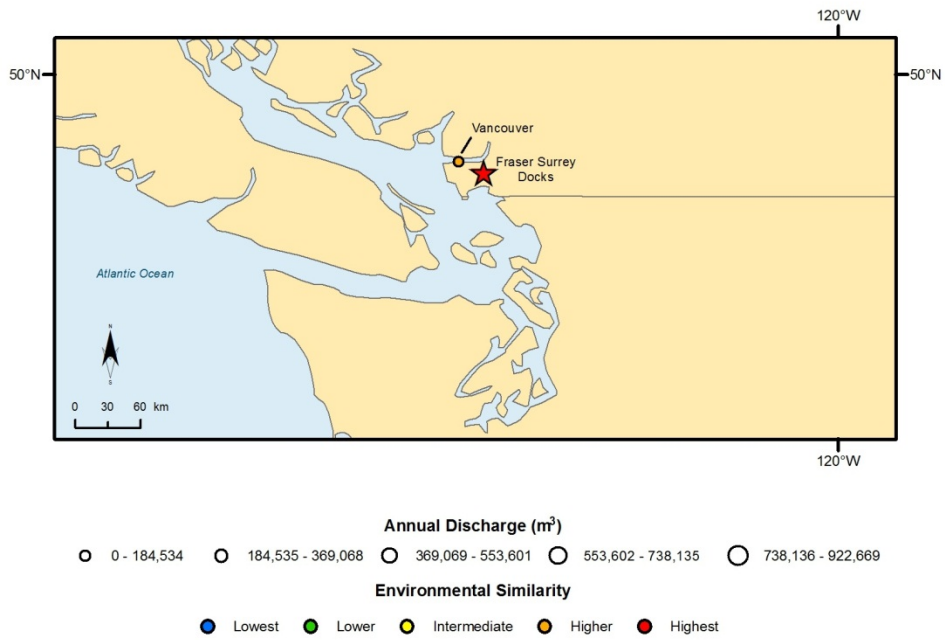 120°W
50°N
50°N
Vancouver
Fraser Surrey
Docks
Atlantic Ocean
N
S
0 30 60 km
120°W
Annual Discharge (m³)
0 - 184,534 184,535 - 369,068 369,069 - 553,601 553,602 - 738,135 738,136 - 922,669
Environmental Similarity
Lowest Lower Intermediate Higher Highest